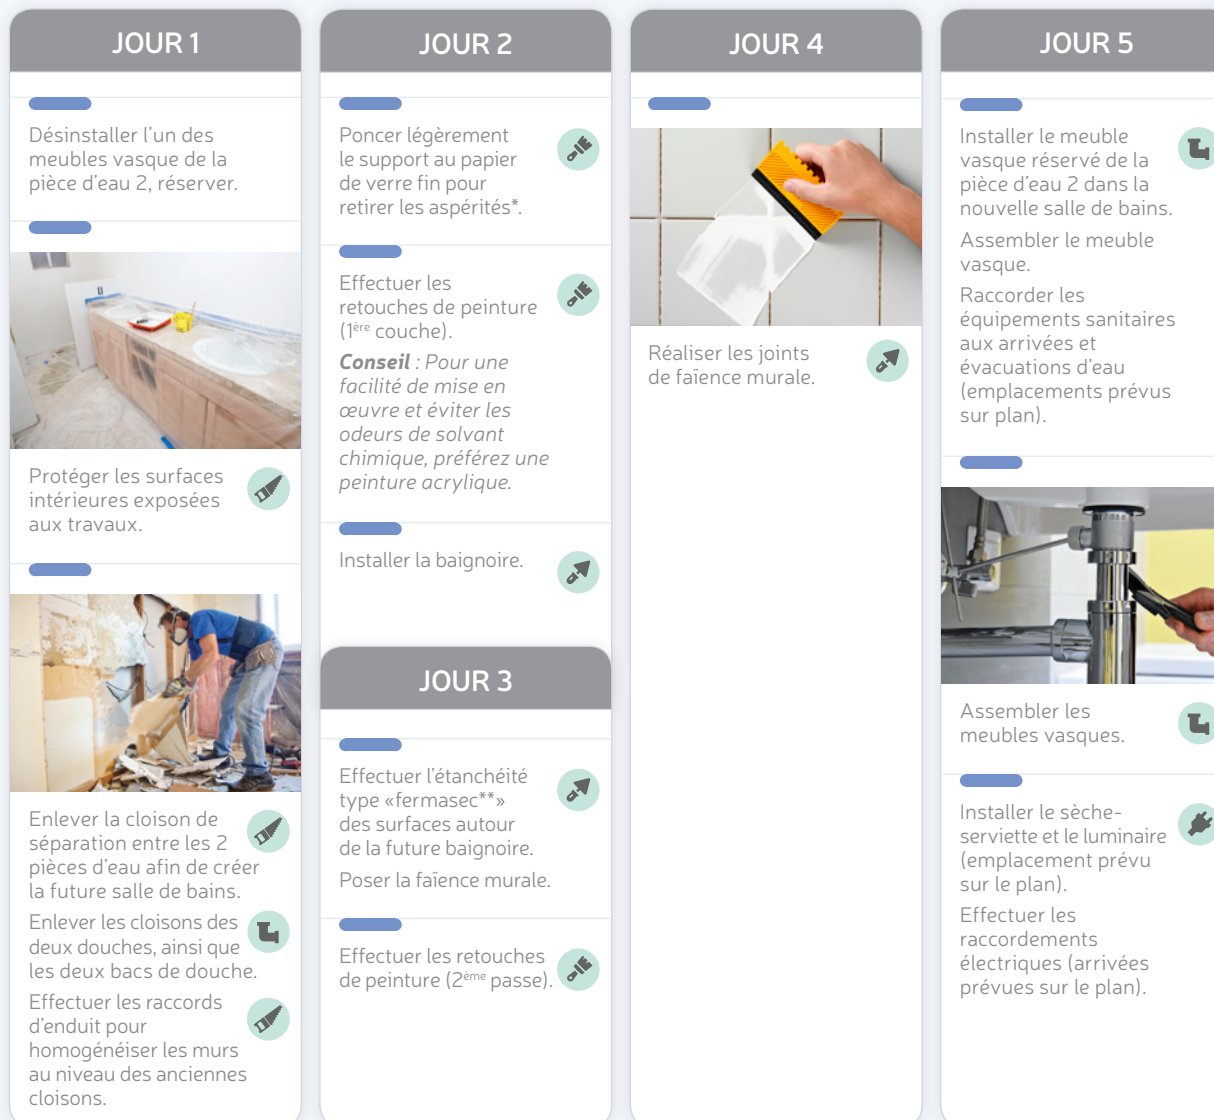 JOUR 1
Désinstaller l’un des
meubles vasque de la
pièce d’eau 2, réserver.
Protéger les surfaces
intérieures exposées
aux travaux.
Enlever la cloison de
séparation entre les 2
pièces d’eau afin de créer
la future salle de bains.
Enlever les cloisons des
deux douches, ainsi que
les deux bacs de douche.
Effectuer les raccords
d’enduit pour
homogénéiser les murs
au niveau des anciennes
cloisons.
JOUR 2
Poncer légèrement
le support au papier
de verre fin pour
retirer les aspérités*.
Effectuer les
retouches de peinture
(1ère couche).
Conseil : Pour une
facilité de mise en
œuvre et éviter les
odeurs de solvant
chimique, préférez une
peinture acrylique.
Installer la baignoire.
JOUR 3
Effectuer l’étanchéité
type «fermasec**»
des surfaces autour
de la future baignoire.
Poser la faïence murale.
Effectuer les retouches
de peinture (2ème passe).
JOUR 4
Réaliser les joints
de faïence murale.
JOUR 5
Installer le meuble
vasque réservé de la
pièce d’eau 2 dans la
nouvelle salle de bains.
Assembler le meuble
vasque.
Raccorder les
équipements sanitaires
aux arrivées et
évacuations d’eau
(emplacements prévus
sur plan).
Assembler les
meubles vasques.
Installer le sèche-
serviette et le luminaire
(emplacement prévu
sur le plan).
Effectuer les
raccordements
électriques (arrivées
prévues sur le plan).